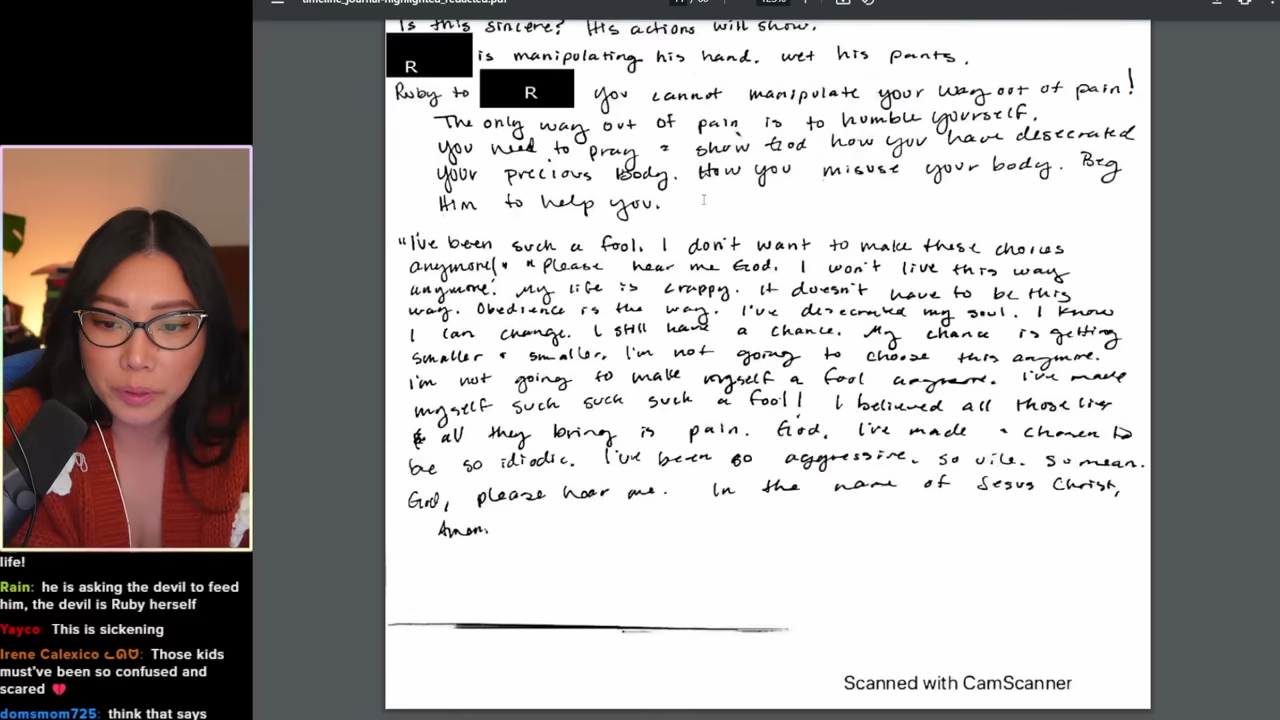 timeline_journal-highlighted_redacted.pdf
Is this sincere? His actions will show.
R is manipulating his hand. wet his pants.
Ruby to R you cannot manipulate your way out of pain!
The only way out of pain is to humble yourself.
you need to pray & show God how you have desecrated
your precious body. How you misuse your body. Beg
Him to help you.
"I've been such a fool. I don't want to make these choices
anymore!" "Please hear me God. I won't live this way
anymore. My life is crappy. It doesn't have to be this
way. Obedience is the way. I've desecrated my soul. I know
I can change. I still have a chance. My chance is getting
smaller & smaller. I'm not going to choose this anymore.
I'm not going to make myself a fool anymore. I've made
myself such such such a fool! I believed all those lies
& all they bring is pain. God, I've made & chosen to
be so idiotic. I've been so aggressive. so vile. so mean.
God, please hear me. In the name of Jesus Christ,
Amen.
Scanned with CamScanner
life!
Rain: he is asking the devil to feed
him, the devil is Ruby herself
Yayco: This is sickening
Irene Calexico ᓚᘏᗢ: Those kids
must've been so confused and
scared 💔
domsmom725: think that says